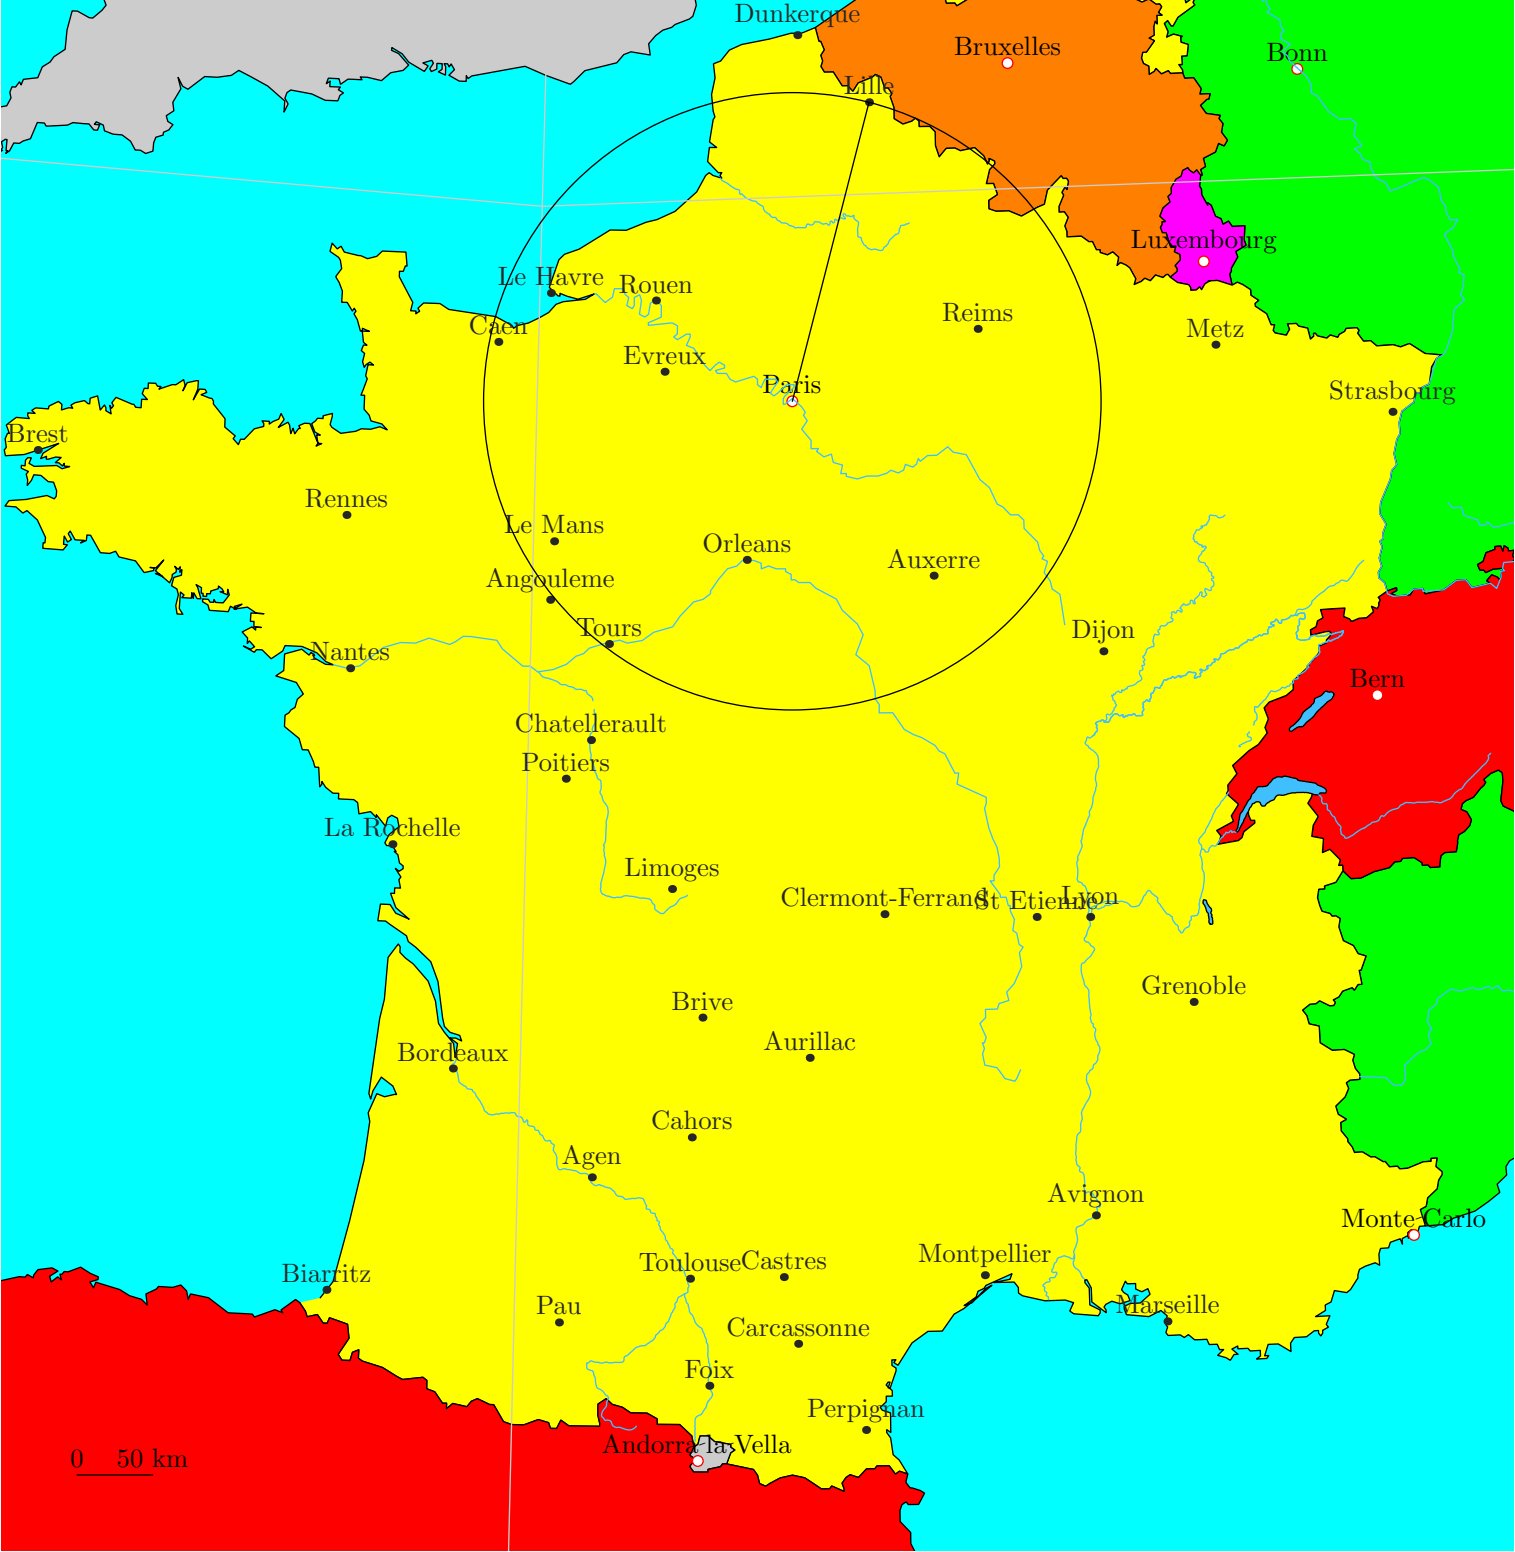 Dunkerque
Bruxelles
Bonn
Lille
Luxembourg
Le Havre
Rouen
Reims
Caen
Metz
Evreux
Paris
Strasbourg
Brest
Rennes
Le Mans
Orleans
Auxerre
Angouleme
Tours
Dijon
Nantes
Bern
Chatellerault
Poitiers
La Rochelle
Limoges
Clermont-Ferrand
St Etienne
Lyon
Grenoble
Brive
Aurillac
Bordeaux
Cahors
Agen
Avignon
Monte-Carlo
Montpellier
Toulouse
Castres
Biarritz
Pau
Marseille
Carcassonne
Foix
Perpignan
Andorra la Vella
0 50 km